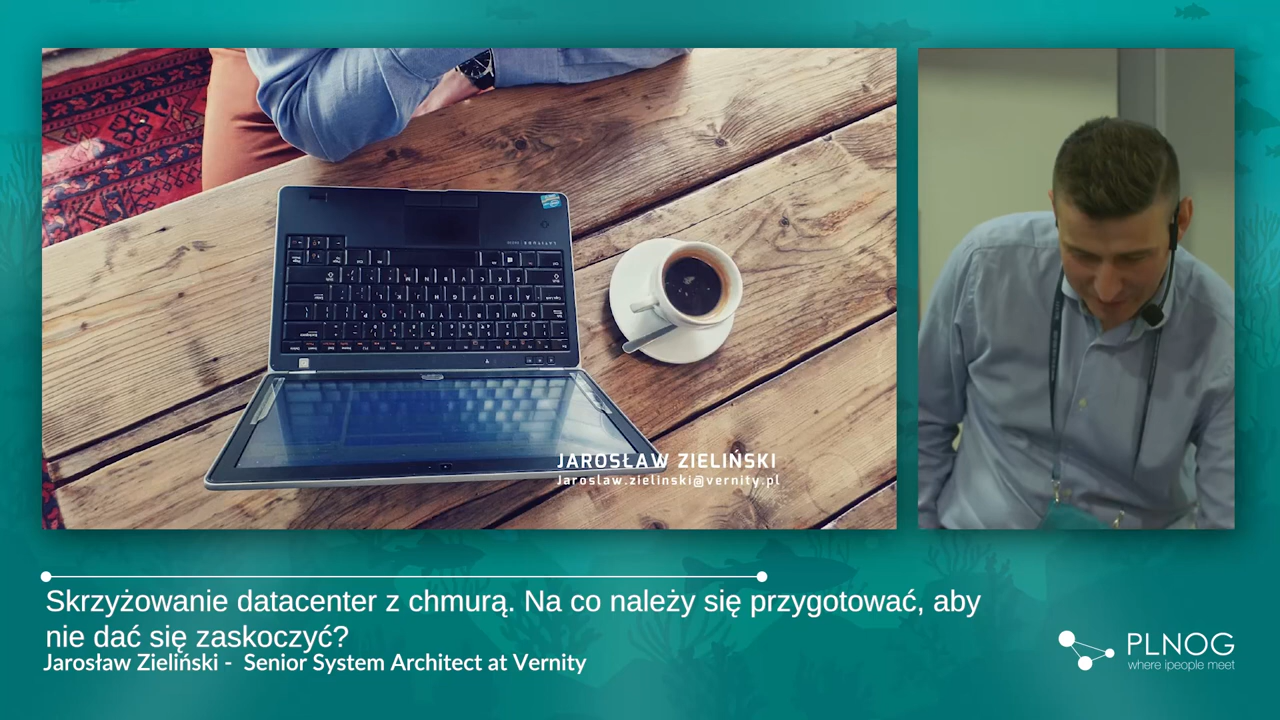 JAROSŁAW ZIELIŃSKI
Jaroslaw.zielinski@vernity.pl
Skrzyżowanie datacenter z chmurą. Na co należy się przygotować, aby
nie dać się zaskoczyć?
Jarosław Zieliński - Senior System Architect at Vernity
PLNOG
where ipeople meet